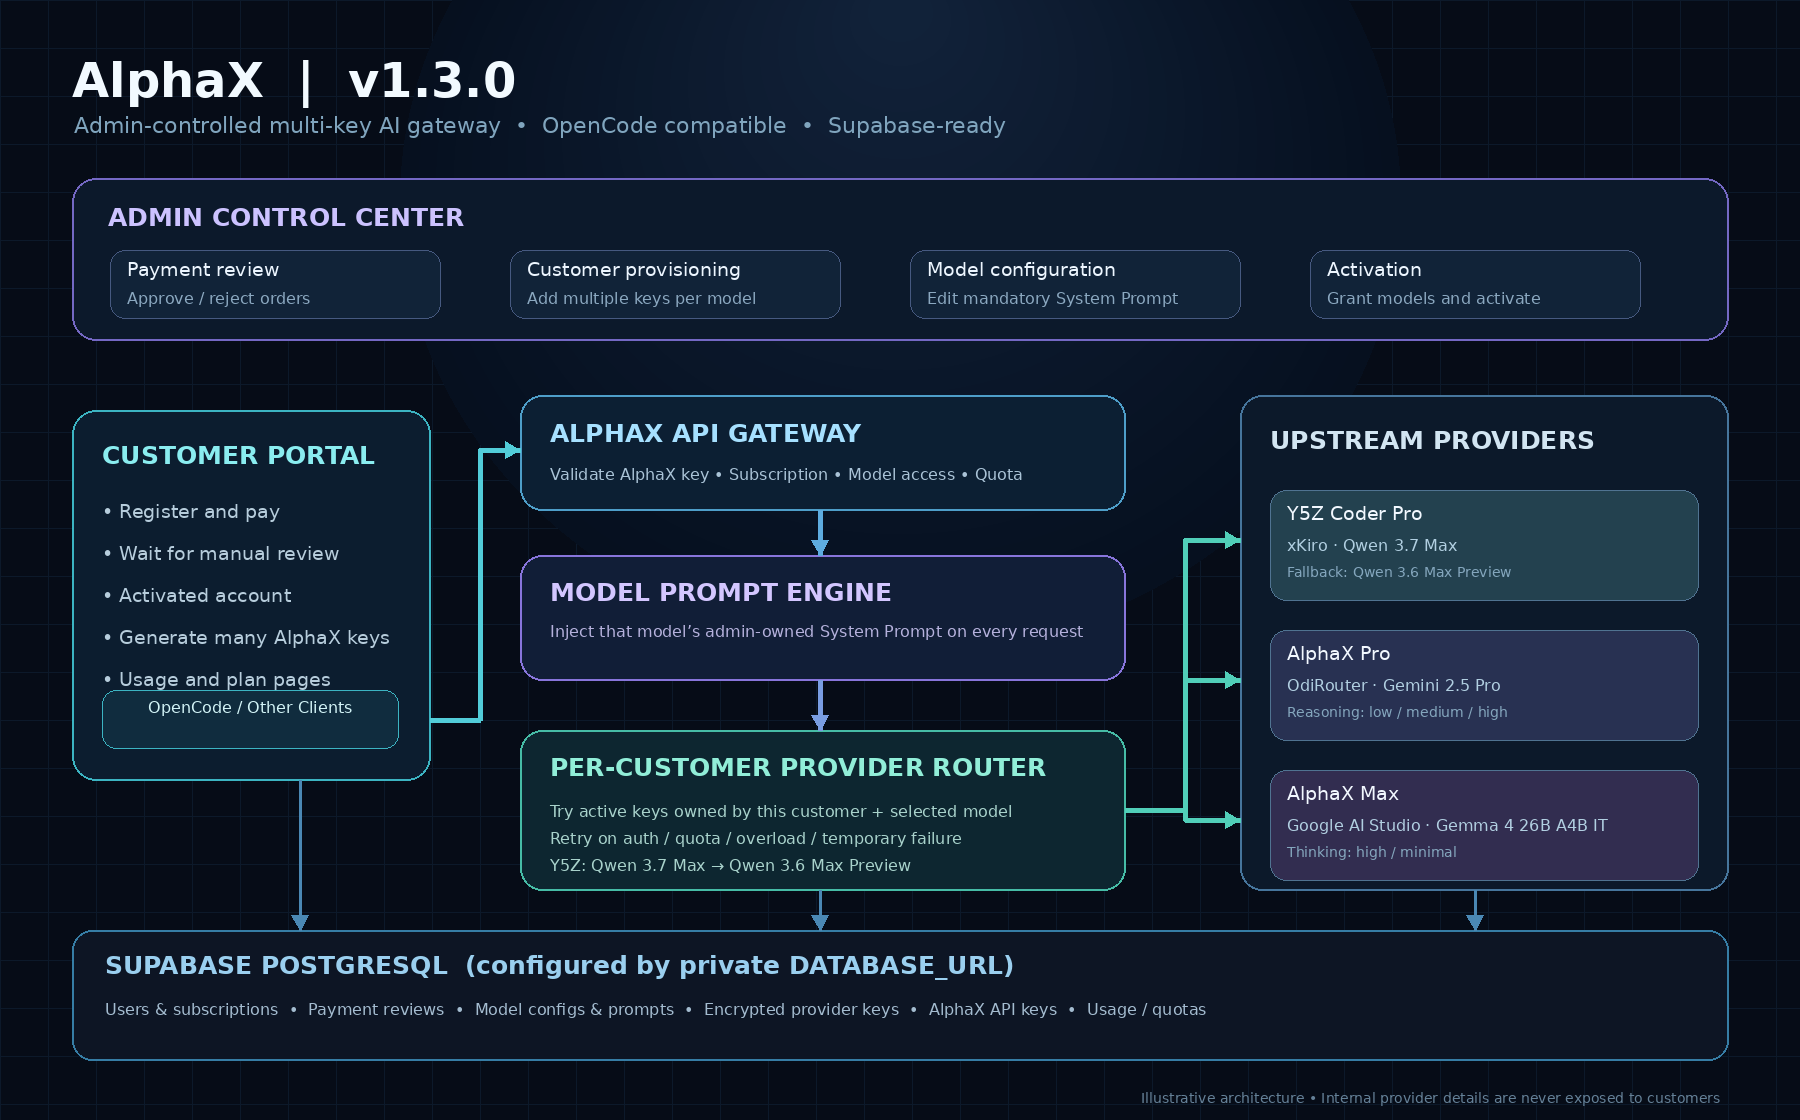 AlphaX | v1.3.0
Admin-controlled multi-key AI gateway • OpenCode compatible • Supabase-ready
ADMIN CONTROL CENTER
Payment review
Approve / reject orders
Customer provisioning
Add multiple keys per model
Model configuration
Edit mandatory System Prompt
Activation
Grant models and activate
CUSTOMER PORTAL
• Register and pay
• Wait for manual review
• Activated account
• Generate many AlphaX keys
• Usage and plan pages
OpenCode / Other Clients
ALPHAX API GATEWAY
Validate AlphaX key • Subscription • Model access • Quota
MODEL PROMPT ENGINE
Inject that model’s admin-owned System Prompt on every request
PER-CUSTOMER PROVIDER ROUTER
Try active keys owned by this customer + selected model
Retry on auth / quota / overload / temporary failure
Y5Z: Qwen 3.7 Max → Qwen 3.6 Max Preview
UPSTREAM PROVIDERS
Y5Z Coder Pro
xKiro · Qwen 3.7 Max
Fallback: Qwen 3.6 Max Preview
AlphaX Pro
OdiRouter · Gemini 2.5 Pro
Reasoning: low / medium / high
AlphaX Max
Google AI Studio · Gemma 4 26B A4B IT
Thinking: high / minimal
SUPABASE POSTGRESQL (configured by private DATABASE_URL)
Users & subscriptions • Payment reviews • Model configs & prompts • Encrypted provider keys • AlphaX API keys • Usage / quotas
Illustrative architecture • Internal provider details are never exposed to customers